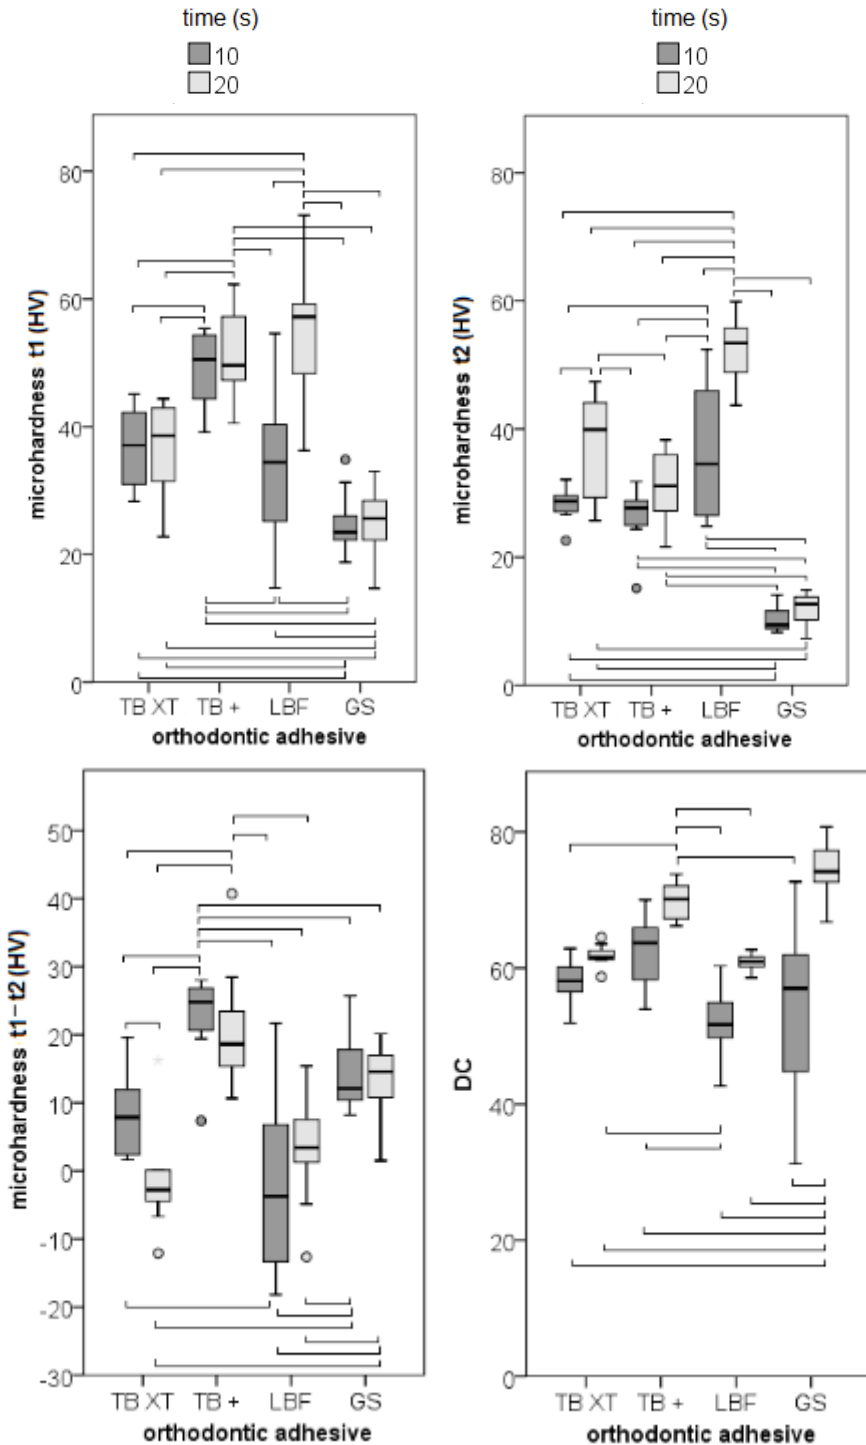 time (s)
10
20
time (s)
10
20
microhardness t1 (HV)
80
60
40
20
0
TB XT TB + LBF GS
orthodontic adhesive
microhardness t2 (HV)
80
60
40
20
0
TB XT TB + LBF GS
orthodontic adhesive
microhardness t1-t2 (HV)
50
40
30
20
10
0
-10
-20
-30
TB XT TB + LBF GS
orthodontic adhesive
DC
80
60
40
20
0
TB XT TB + LBF GS
orthodontic adhesive